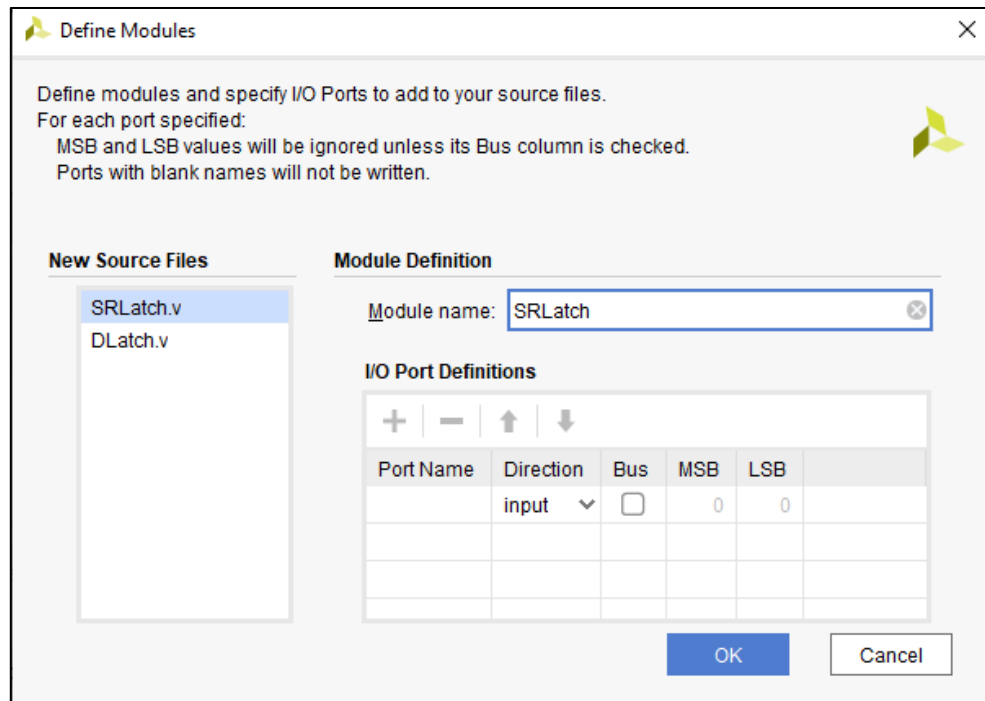 Define Modules
Define modules and specify I/O Ports to add to your source files.
For each port specified:
MSB and LSB values will be ignored unless its Bus column is checked.
Ports with blank names will not be written.
New Source Files
SRLatch.v
DLatch.v
Module Definition
Module name: SRLatch
I/O Port Definitions
Port Name Direction Bus MSB LSB
input 0 0
OK Cancel